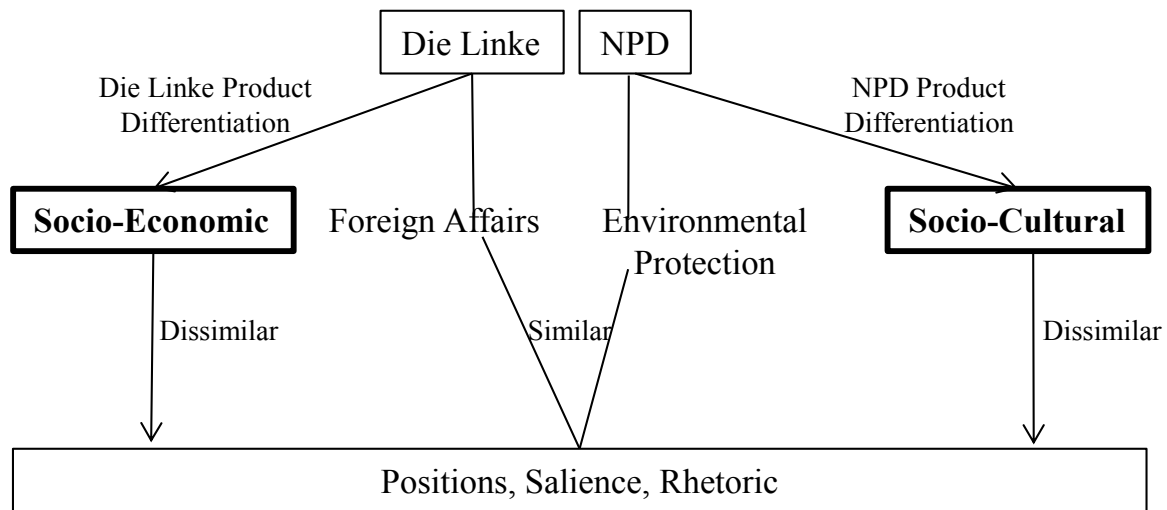 Die Linke
NPD
Die Linke Product
Differentiation
NPD Product
Differentiation
Socio-Economic
Foreign Affairs
Environmental
Protection
Socio-Cultural
Dissimilar
Similar
Dissimilar
Positions, Salience, Rhetoric